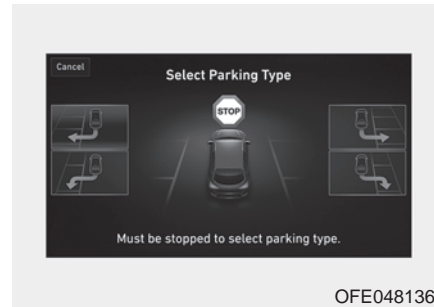 Cancel
Select Parking Type
STOP
Must be stopped to select parking type.
OFE048136